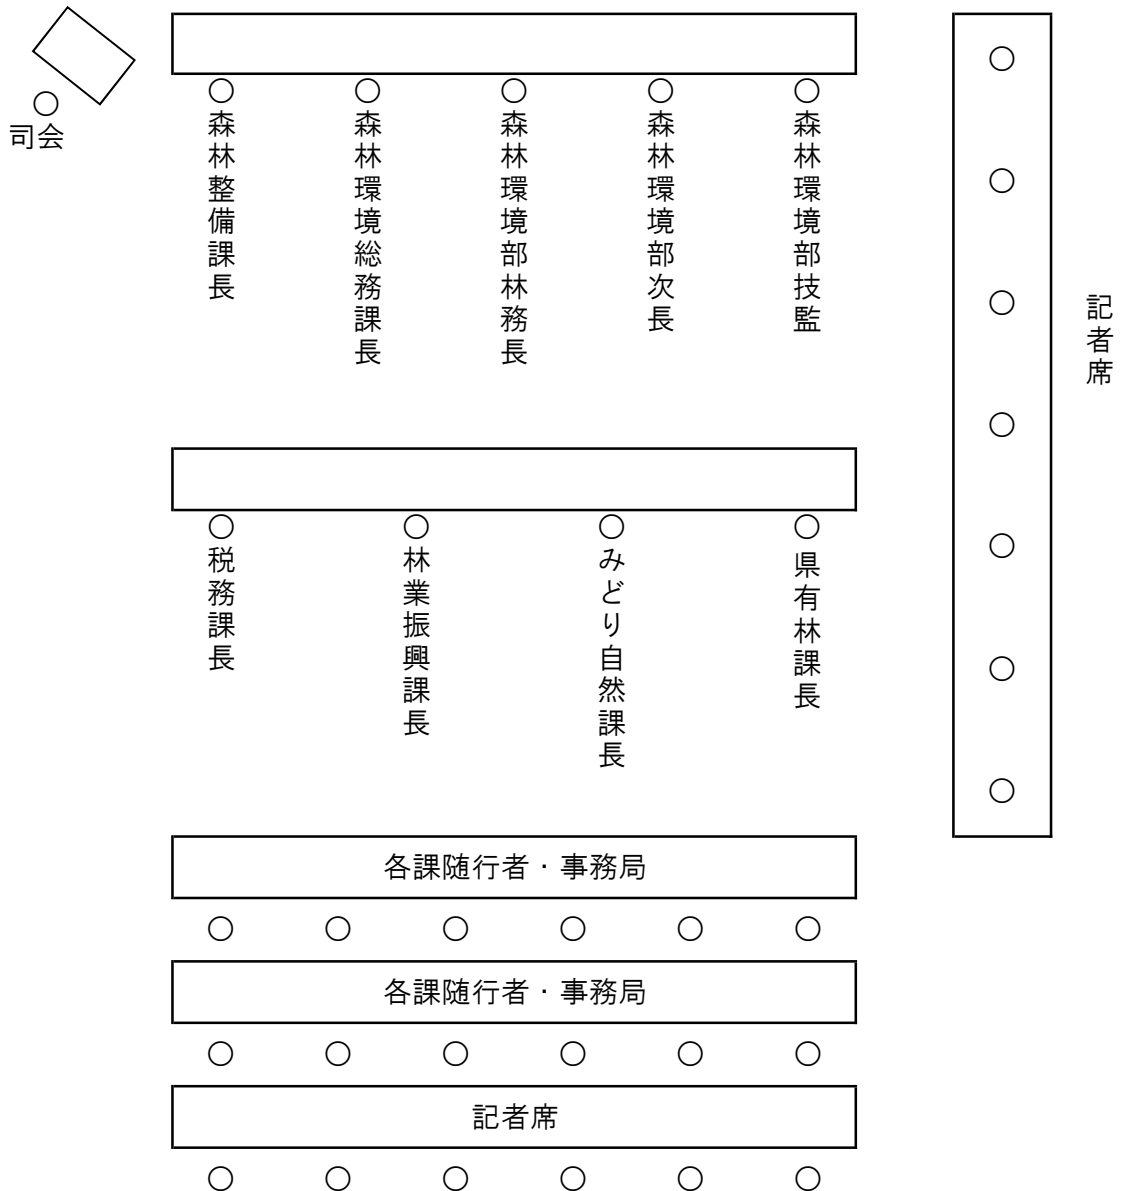 司会
森林整備課長
森林環境総務課長
森林環境部林務長
森林環境部次長
森林環境部技監
記者席
税務課長
林業振興課長
みどり自然課長
県有林課長
各課随行者・事務局
各課随行者・事務局
記者席